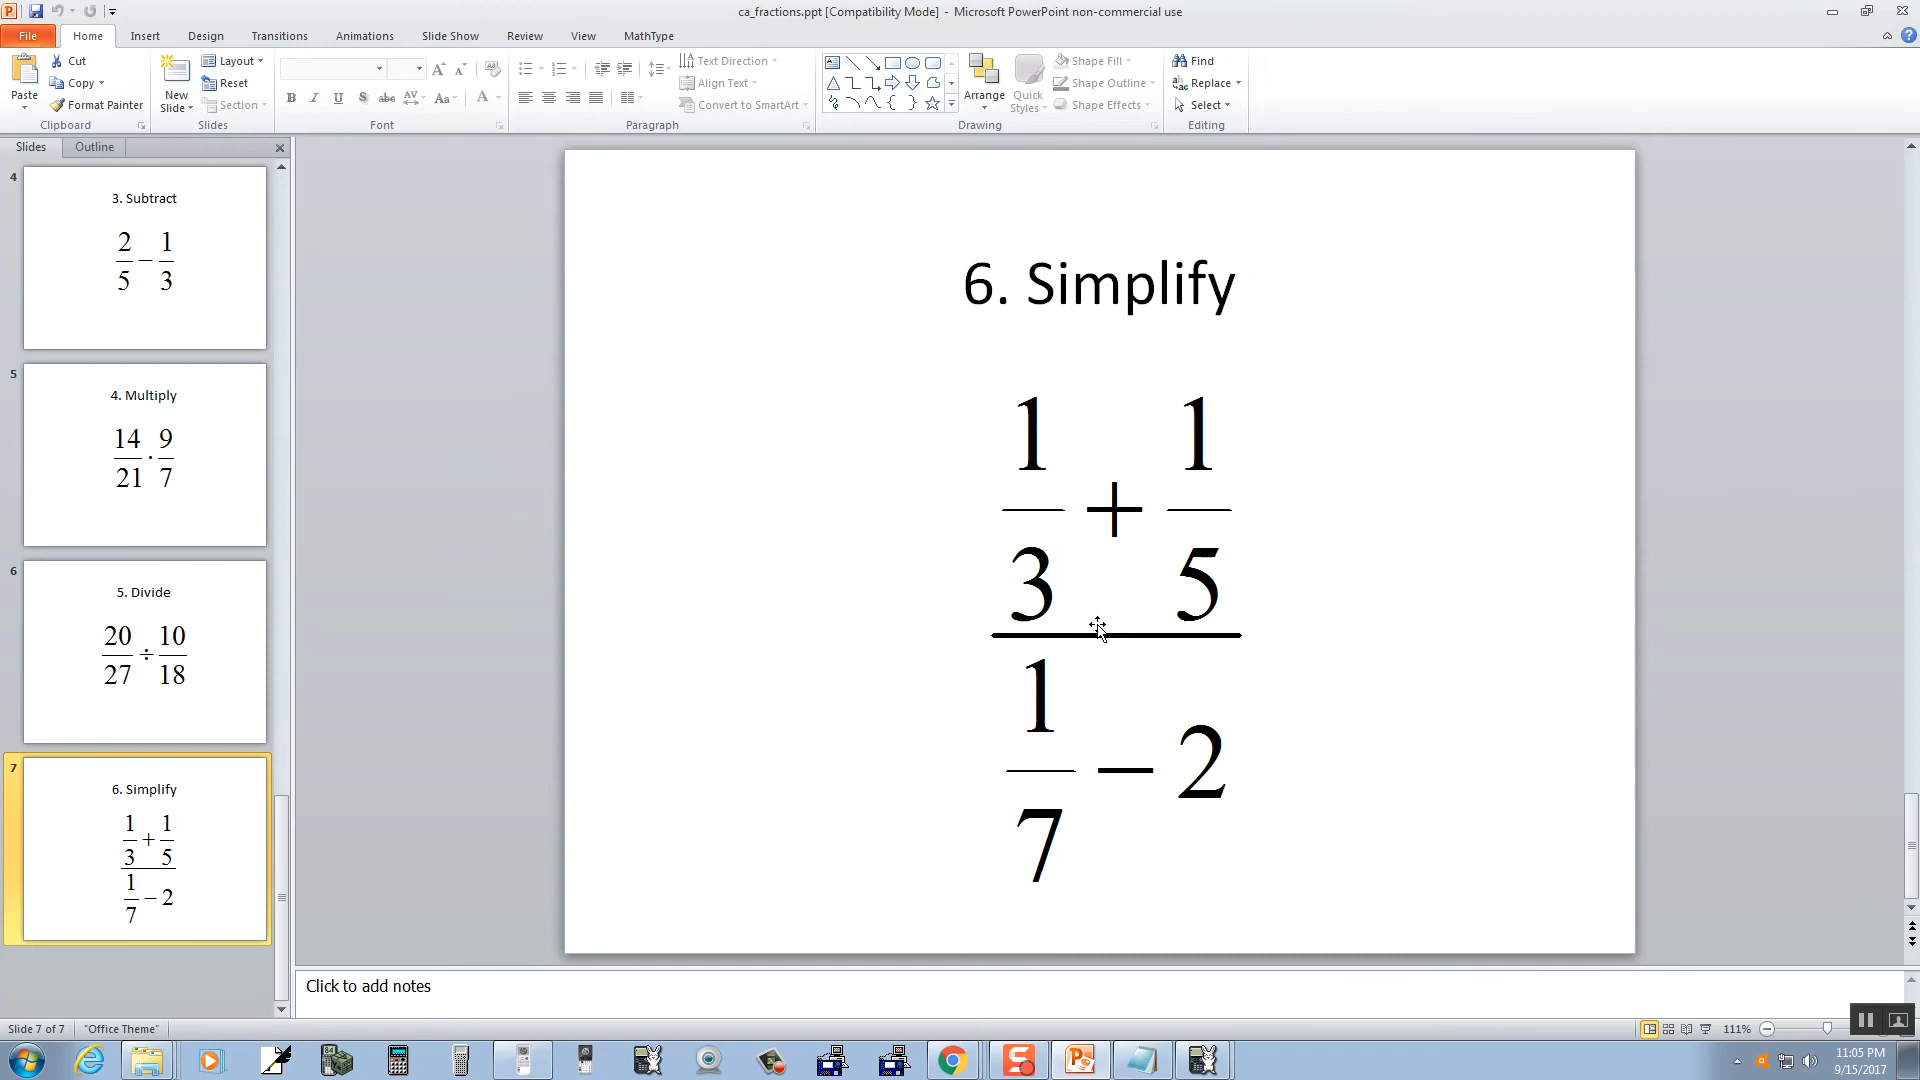 ca_fractions.ppt [Compatibility Mode] - Microsoft PowerPoint non-commercial use
File Home Insert Design Transitions Animations Slide Show Review View MathType
Paste
Cut
Copy
Format Painter
Clipboard
New Slide
Layout
Reset
Section
Slides
B I U S abc AV Aa A
Font
Text Direction
Align Text
Convert to SmartArt
Paragraph
Arrange
Quick Styles
Shape Fill
Shape Outline
Shape Effects
Drawing
Find
Replace
Select
Editing
Slides Outline
4
3. Subtract
2/5 − 1/3
5
4. Multiply
14/21 · 9/7
6
5. Divide
20/27 ÷ 10/18
7
6. Simplify
1/3 + 1/5
1/7 − 2
6. Simplify
1/3 + 1/5
1/7 − 2
Click to add notes
Slide 7 of 7 "Office Theme" 111%
11:05 PM
9/15/2017